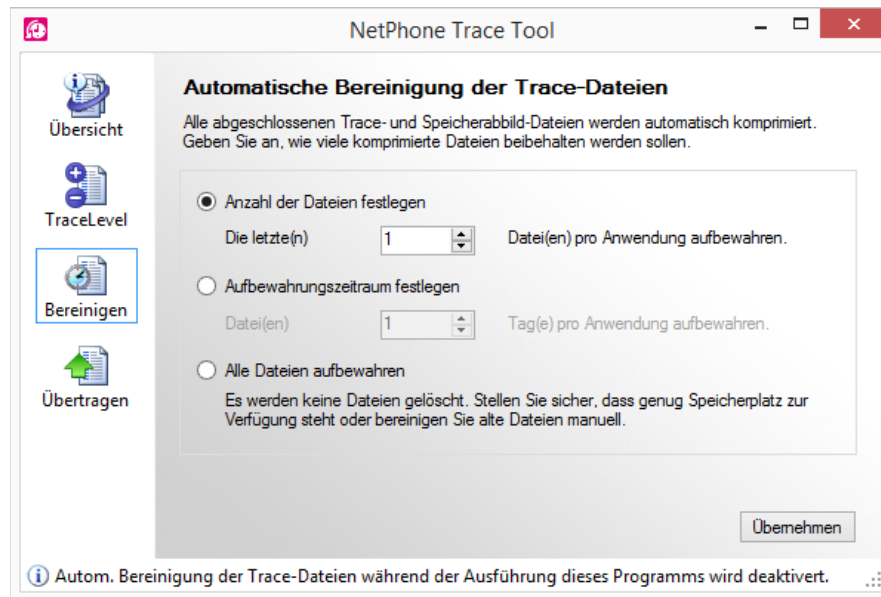 NetPhone Trace Tool
Übersicht
TraceLevel
Bereinigen
Übertragen
Automatische Bereinigung der Trace-Dateien
Alle abgeschlossenen Trace- und Speicherabbild-Dateien werden automatisch komprimiert.
Geben Sie an, wie viele komprimierte Dateien beibehalten werden sollen.
Anzahl der Dateien festlegen
Die letzte(n) 1 Datei(en) pro Anwendung aufbewahren.
Aufbewahrungszeitraum festlegen
Datei(en) 1 Tag(e) pro Anwendung aufbewahren.
Alle Dateien aufbewahren
Es werden keine Dateien gelöscht. Stellen Sie sicher, dass genug Speicherplatz zur
Verfügung steht oder bereinigen Sie alte Dateien manuell.
Übernehmen
Autom. Bereinigung der Trace-Dateien während der Ausführung dieses Programms wird deaktivert.